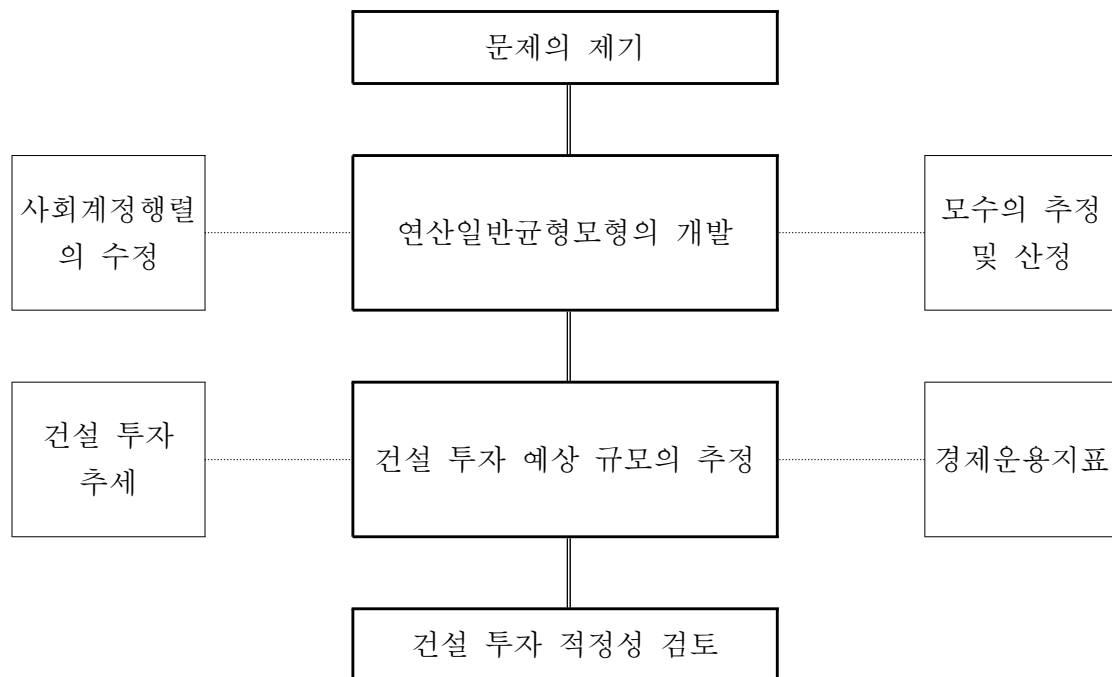 문제의 제기
사회계정행렬
의 수정
연산일반균형모형의 개발
모수의 추정
및 산정
건설 투자
추세
건설 투자 예상 규모의 추정
경제운용지표
건설 투자 적정성 검토